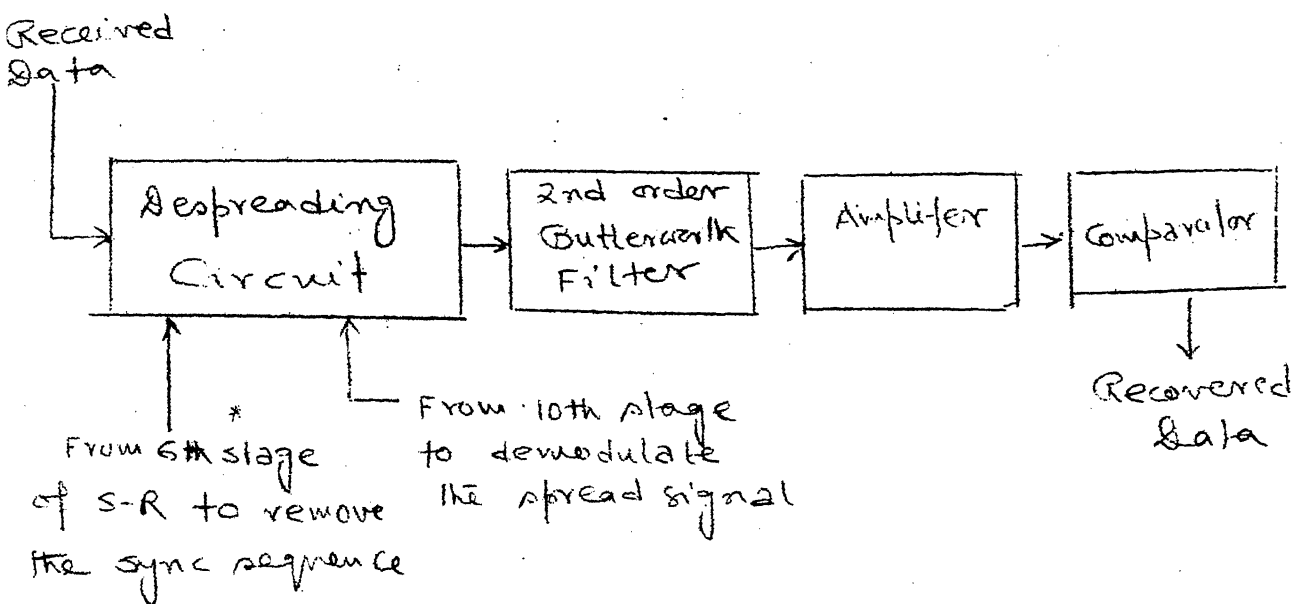 Received
Data
Despreading
Circuit
2nd order
Butterwork
Filter
Amplifer
Comparator
Recovered
Data
*
From 6th stage
of S-R to remove
the sync sequence
From 10th stage
to demodulate
the spread signal